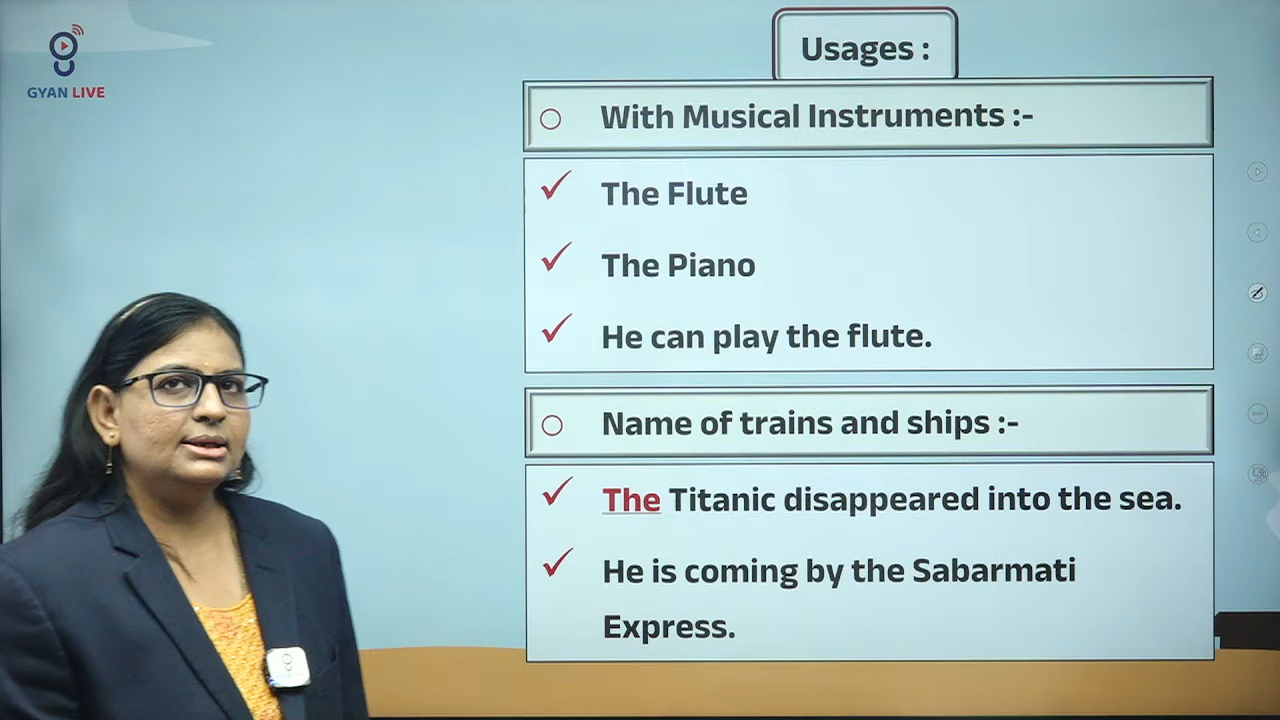 GYAN LIVE
Usages :
With Musical Instruments :-
The Flute
The Piano
He can play the flute.
Name of trains and ships :-
The Titanic disappeared into the sea.
He is coming by the Sabarmati
Express.